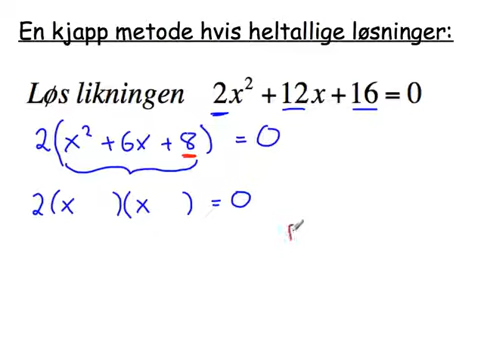 En kjapp metode hvis heltallige løsninger:
Løs likningen 2x² + 12x + 16 = 0
2(x² + 6x + 8) = 0
2(x )(x ) = 0